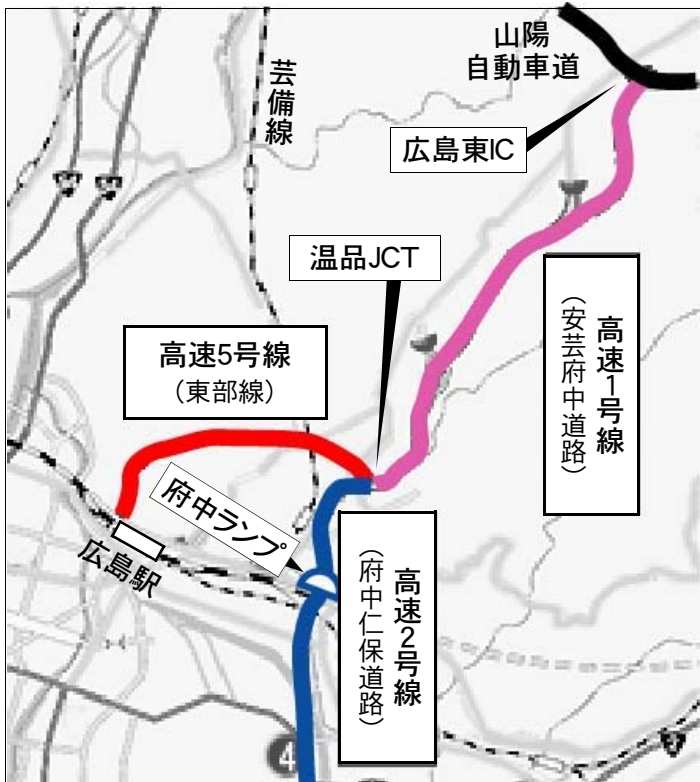 山陽
自動車道
芸備線
広島東IC
温品JCT
高速1号線
（安芸府中道路）
高速5号線
（東部線）
府中ランプ
広島駅
高速2号線
（府中仁保道路）
4